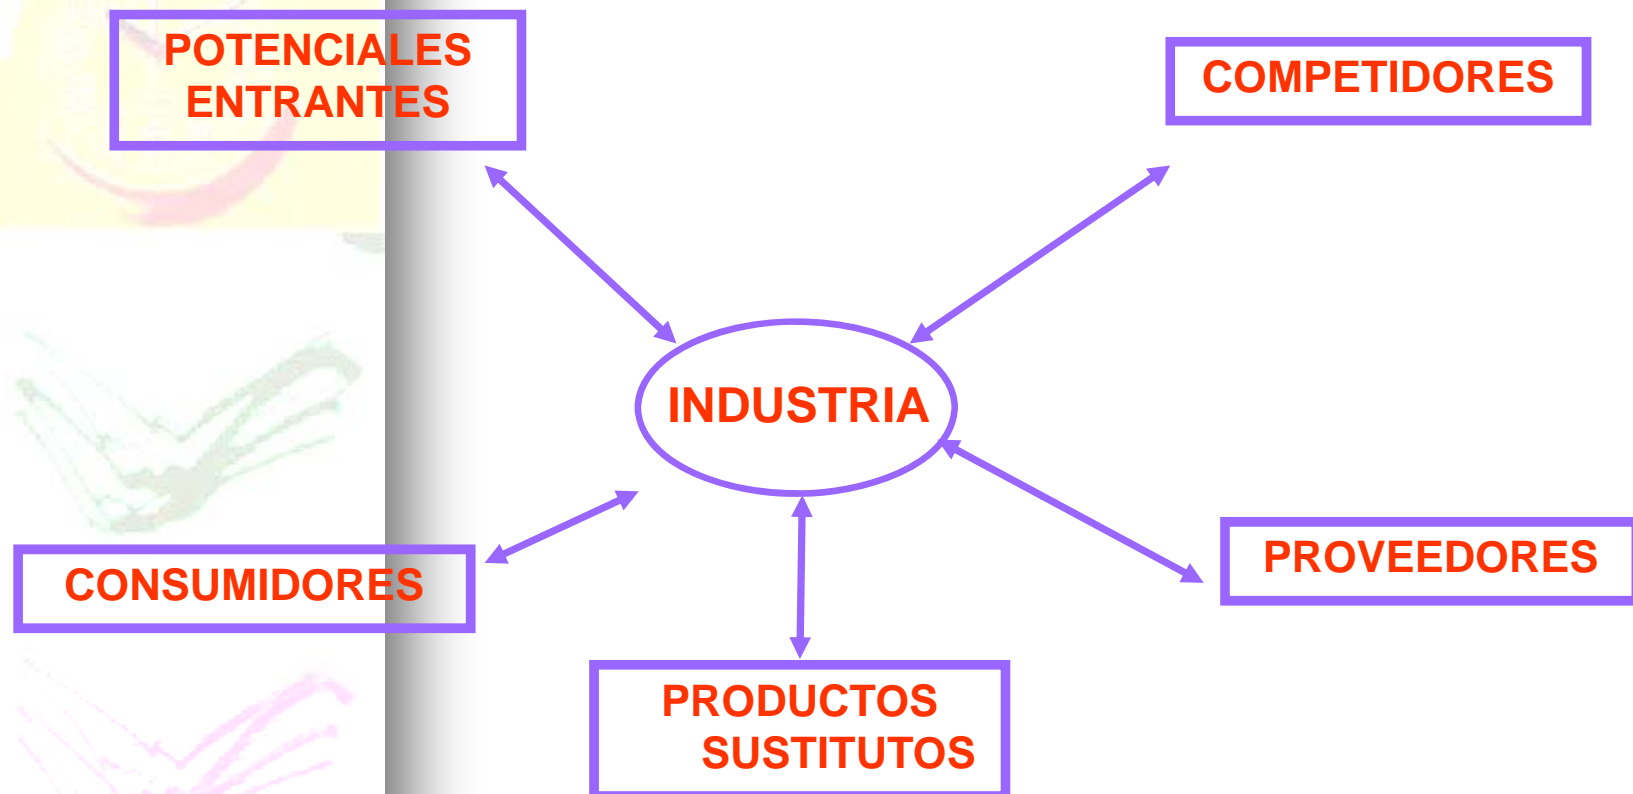 POTENCIALES
ENTRANTES
COMPETIDORES
INDUSTRIA
CONSUMIDORES
PROVEEDORES
PRODUCTOS
SUSTITUTOS